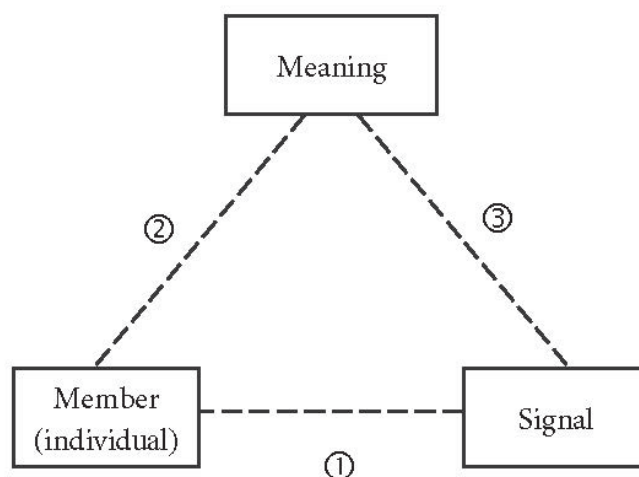 Meaning
②
③
Member
(individual)
Signal
①